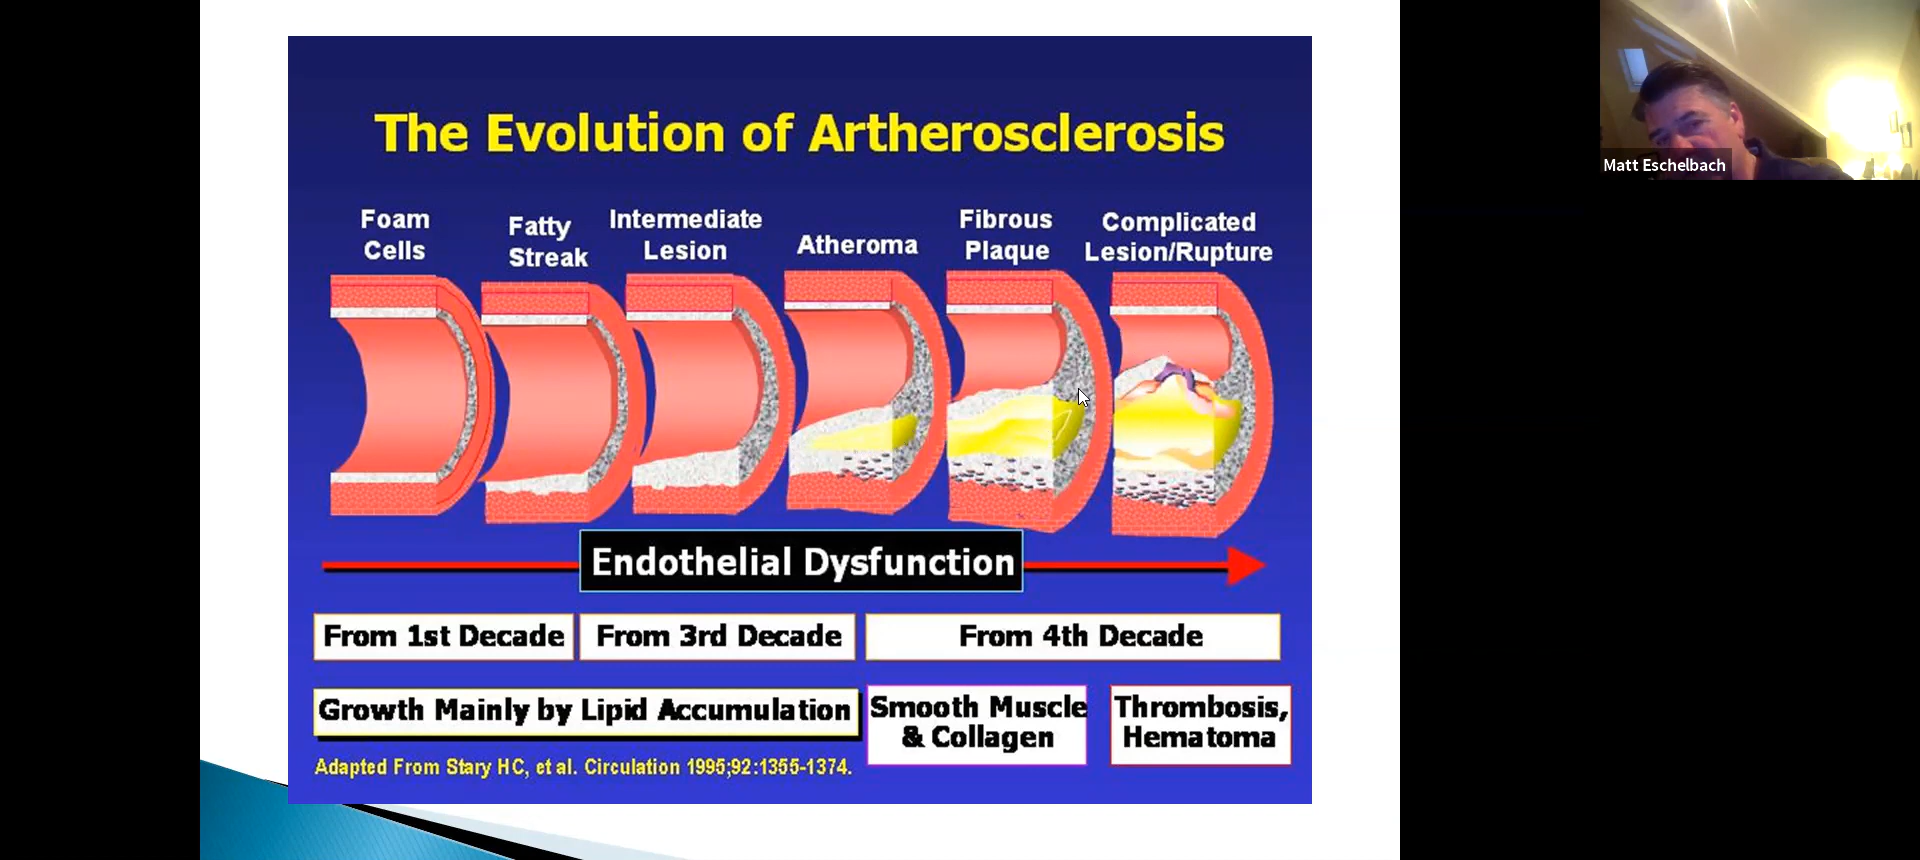 The Evolution of Artherosclerosis
Foam
Cells
Fatty
Streak
Intermediate
Lesion
Atheroma
Fibrous
Plaque
Complicated
Lesion/Rupture
Endothelial Dysfunction
From 1st Decade
From 3rd Decade
From 4th Decade
Growth Mainly by Lipid Accumulation
Smooth Muscle
& Collagen
Thrombosis,
Hematoma
Adapted From Stary HC, et al. Circulation 1995;92:1355-1374.
Matt Eschelbach